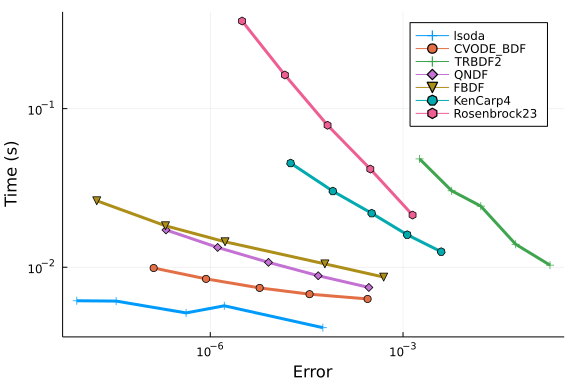 lsoda
CVODE_BDF
TRBDF2
QNDF
FBDF
KenCarp4
Rosenbrock23
Time (s)
10⁻¹
10⁻²
10⁻⁶
10⁻³
Error